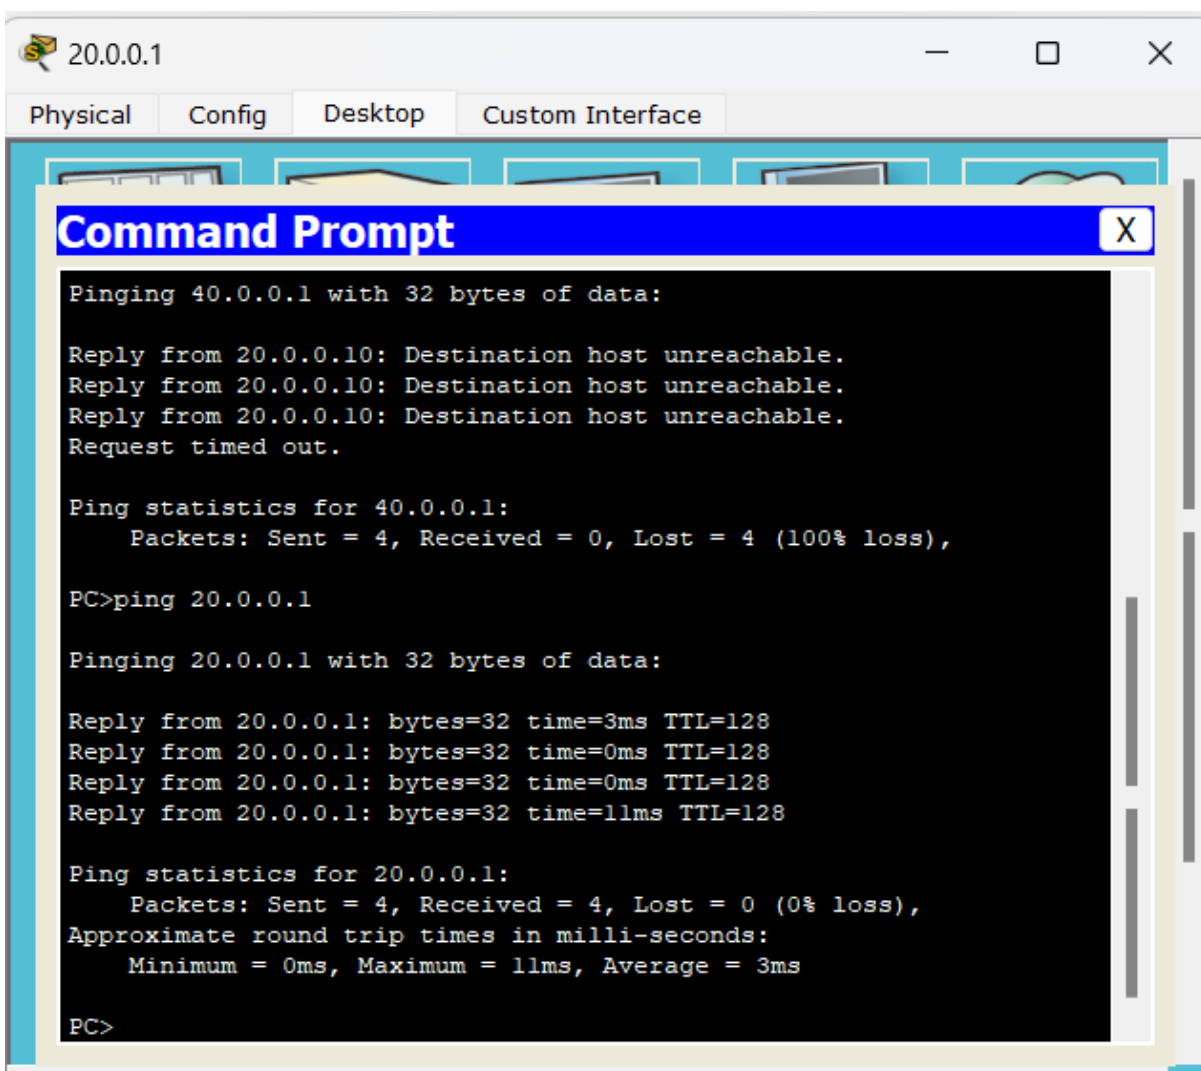 20.0.0.1
Physical Config Desktop Custom Interface
Command Prompt X
Pinging 40.0.0.1 with 32 bytes of data:
Reply from 20.0.0.10: Destination host unreachable.
Reply from 20.0.0.10: Destination host unreachable.
Reply from 20.0.0.10: Destination host unreachable.
Request timed out.
Ping statistics for 40.0.0.1:
Packets: Sent = 4, Received = 0, Lost = 4 (100% loss),
PC>ping 20.0.0.1
Pinging 20.0.0.1 with 32 bytes of data:
Reply from 20.0.0.1: bytes=32 time=3ms TTL=128
Reply from 20.0.0.1: bytes=32 time=0ms TTL=128
Reply from 20.0.0.1: bytes=32 time=0ms TTL=128
Reply from 20.0.0.1: bytes=32 time=11ms TTL=128
Ping statistics for 20.0.0.1:
Packets: Sent = 4, Received = 4, Lost = 0 (0% loss),
Approximate round trip times in milli-seconds:
Minimum = 0ms, Maximum = 11ms, Average = 3ms
PC>